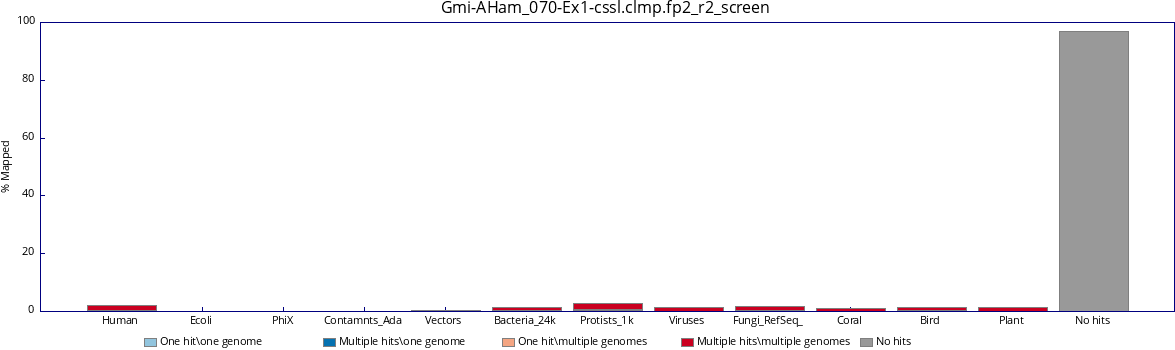 Gmi-AHam_070-Ex1-cssl.clmp.fp2_r2_screen
100
80
60
40
20
0
% Mapped
Human Ecoli PhiX Contamnts_Ada Vectors Bacteria_24k Protists_1k Viruses Fungi_RefSeq_ Coral Bird Plant No hits
One hit\one genome Multiple hits\one genome One hit\multiple genomes Multiple hits\multiple genomes No hits